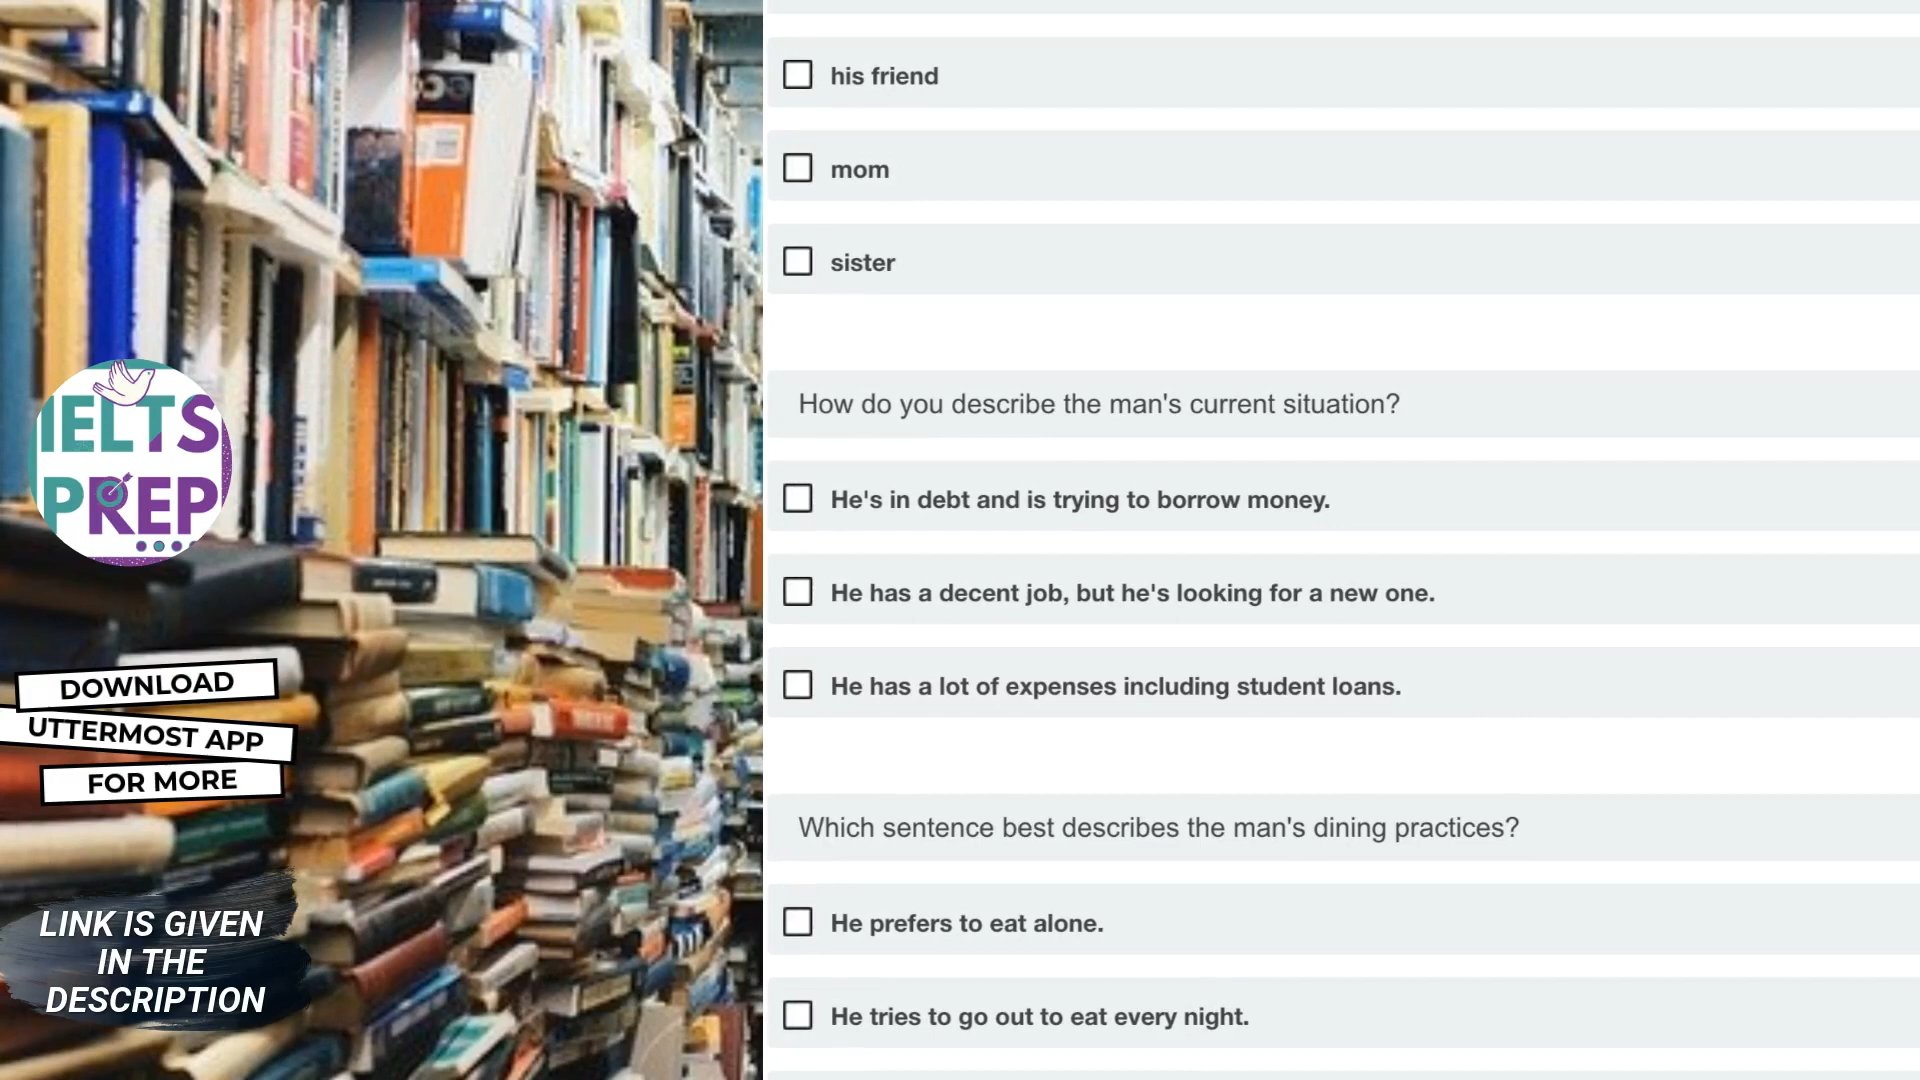 his friend
mom
sister
How do you describe the man's current situation?
He's in debt and is trying to borrow money.
He has a decent job, but he's looking for a new one.
He has a lot of expenses including student loans.
Which sentence best describes the man's dining practices?
He prefers to eat alone.
He tries to go out to eat every night.
IELTS
PREP
DOWNLOAD
UTTERMOST APP
FOR MORE
LINK IS GIVEN
IN THE
DESCRIPTION